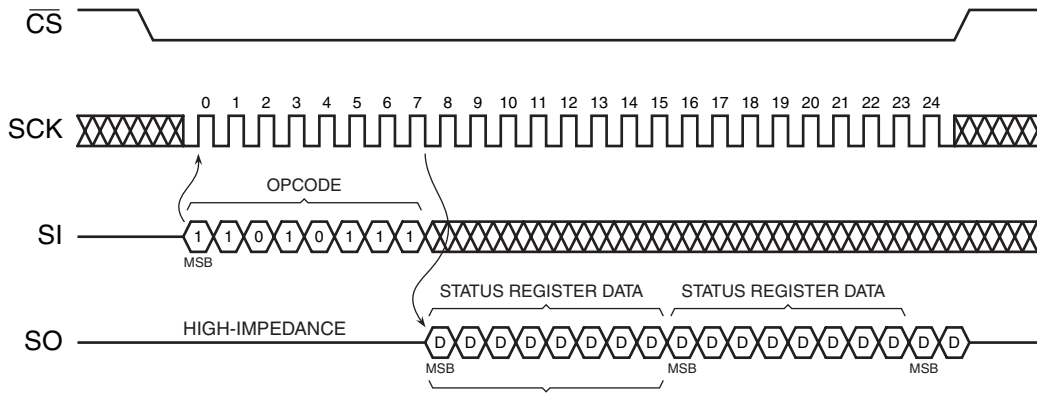 CS
0 1 2 3 4 5 6 7 8 9 10 11 12 13 14 15 16 17 18 19 20 21 22 23 24
SCK
OPCODE
SI 1 1 0 1 0 1 1 1
MSB
STATUS REGISTER DATA STATUS REGISTER DATA
HIGH-IMPEDANCE
SO D D D D D D D D D D D D D D D D D D
MSB MSB MSB